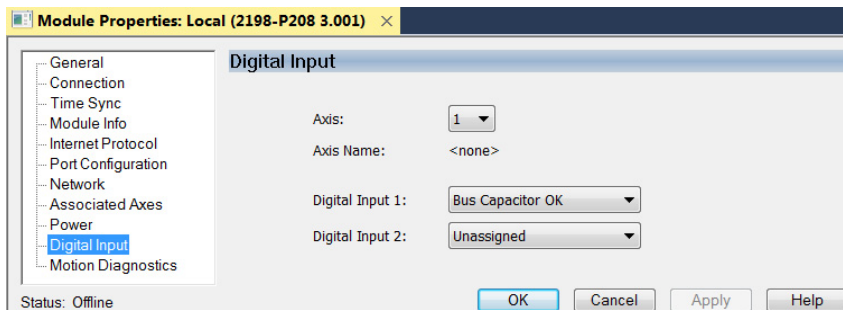 Module Properties: Local (2198-P208 3.001) ×
General
Connection
Time Sync
Module Info
Internet Protocol
Port Configuration
Network
Associated Axes
Power
Digital Input
Motion Diagnostics
Digital Input
Axis: 1
Axis Name: <none>
Digital Input 1: Bus Capacitor OK
Digital Input 2: Unassigned
Status: Offline
OK Cancel Apply Help